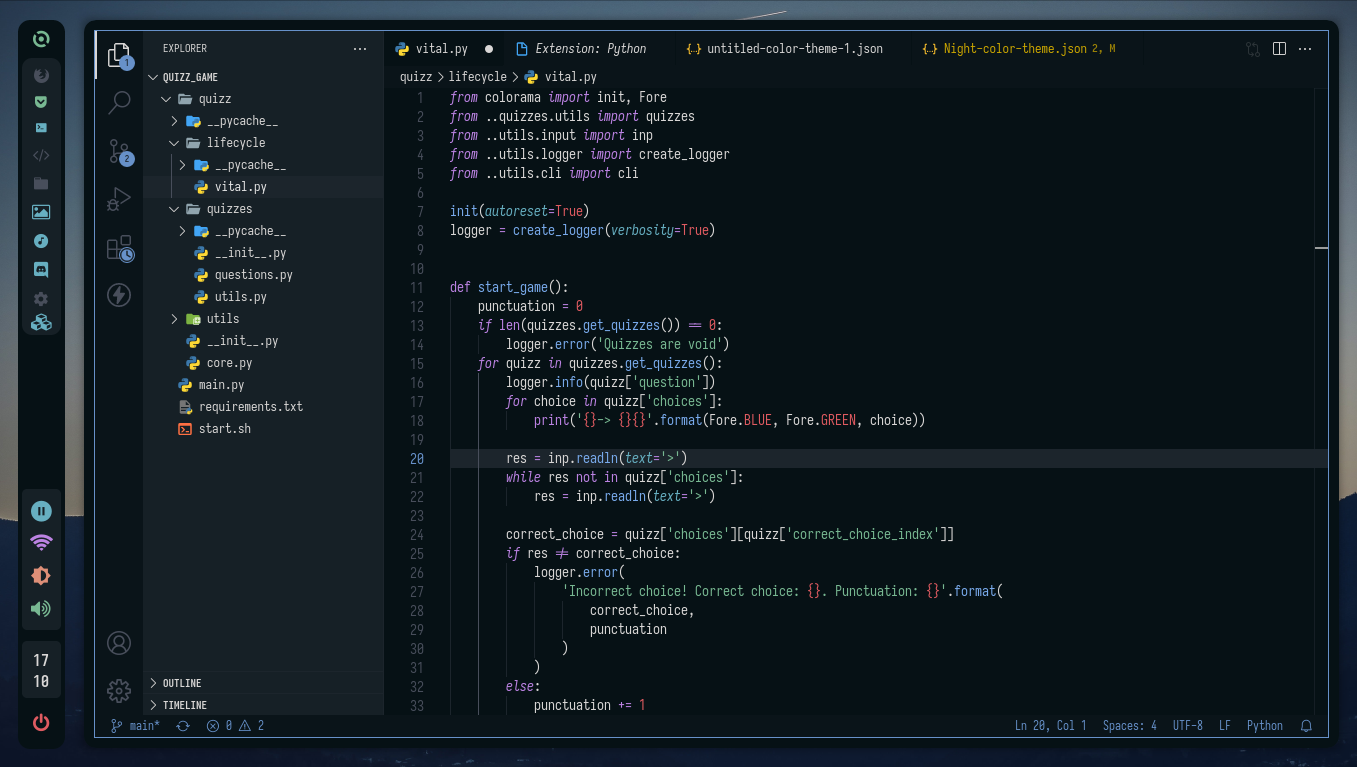 EXPLORER
QUIZZ_GAME
quizz
__pycache__
lifecycle
__pycache__
vital.py
quizzes
__pycache__
__init__.py
questions.py
utils.py
utils
__init__.py
core.py
main.py
requirements.txt
start.sh
OUTLINE
TIMELINE
1
2
17
10
vital.py
Extension: Python
{..} untitled-color-theme-1.json
{..} Night-color-theme.json 2, M
quizz > lifecycle > vital.py
1 from colorama import init, Fore
2 from ..quizzes.utils import quizzes
3 from ..utils.input import inp
4 from ..utils.logger import create_logger
5 from ..utils.cli import cli
6
7 init(autoreset=True)
8 logger = create_logger(verbosity=True)
9
10
11 def start_game():
12 punctuation = 0
13 if len(quizzes.get_quizzes()) == 0:
14 logger.error('Quizzes are void')
15 for quizz in quizzes.get_quizzes():
16 logger.info(quizz['question'])
17 for choice in quizz['choices']:
18 print('{}-> {}{}'.format(Fore.BLUE, Fore.GREEN, choice))
19
20 res = inp.readln(text='>')
21 while res not in quizz['choices']:
22 res = inp.readln(text='>')
23
24 correct_choice = quizz['choices'][quizz['correct_choice_index']]
25 if res != correct_choice:
26 logger.error(
27 'Incorrect choice! Correct choice: {}. Punctuation: {}'.format(
28 correct_choice,
29 punctuation
30 )
31 )
32 else:
33 punctuation += 1
main* 0 2
Ln 20, Col 1 Spaces: 4 UTF-8 LF Python